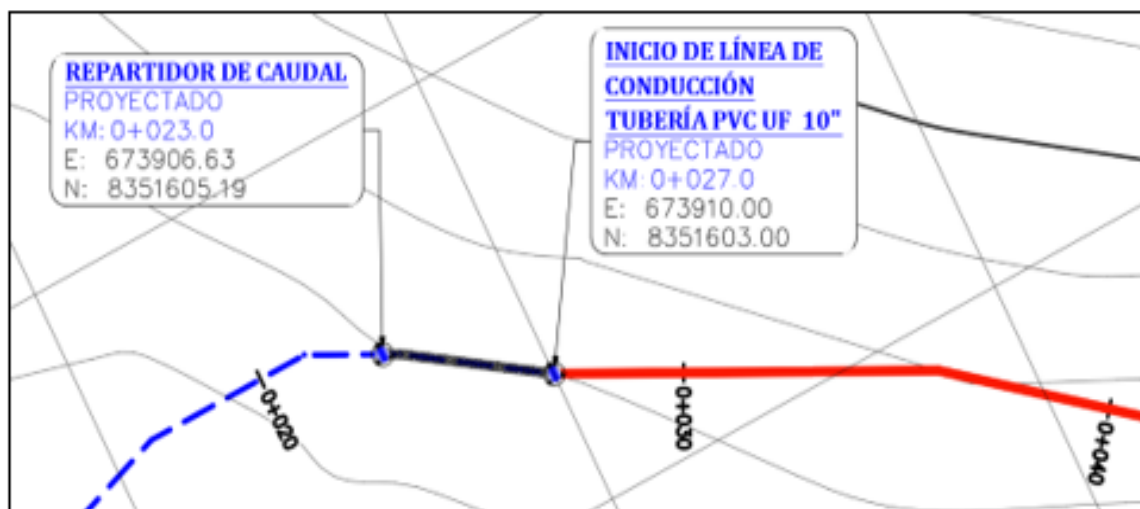 REPARTIDOR DE CAUDAL
PROYECTADO
KM: 0+023.0
E: 673906.63
N: 8351605.19
INICIO DE LÍNEA DE
CONDUCCIÓN
TUBERÍA PVC UF 10"
PROYECTADO
KM: 0+027.0
E: 673910.00
N: 8351603.00
0+020
0+030
0+040